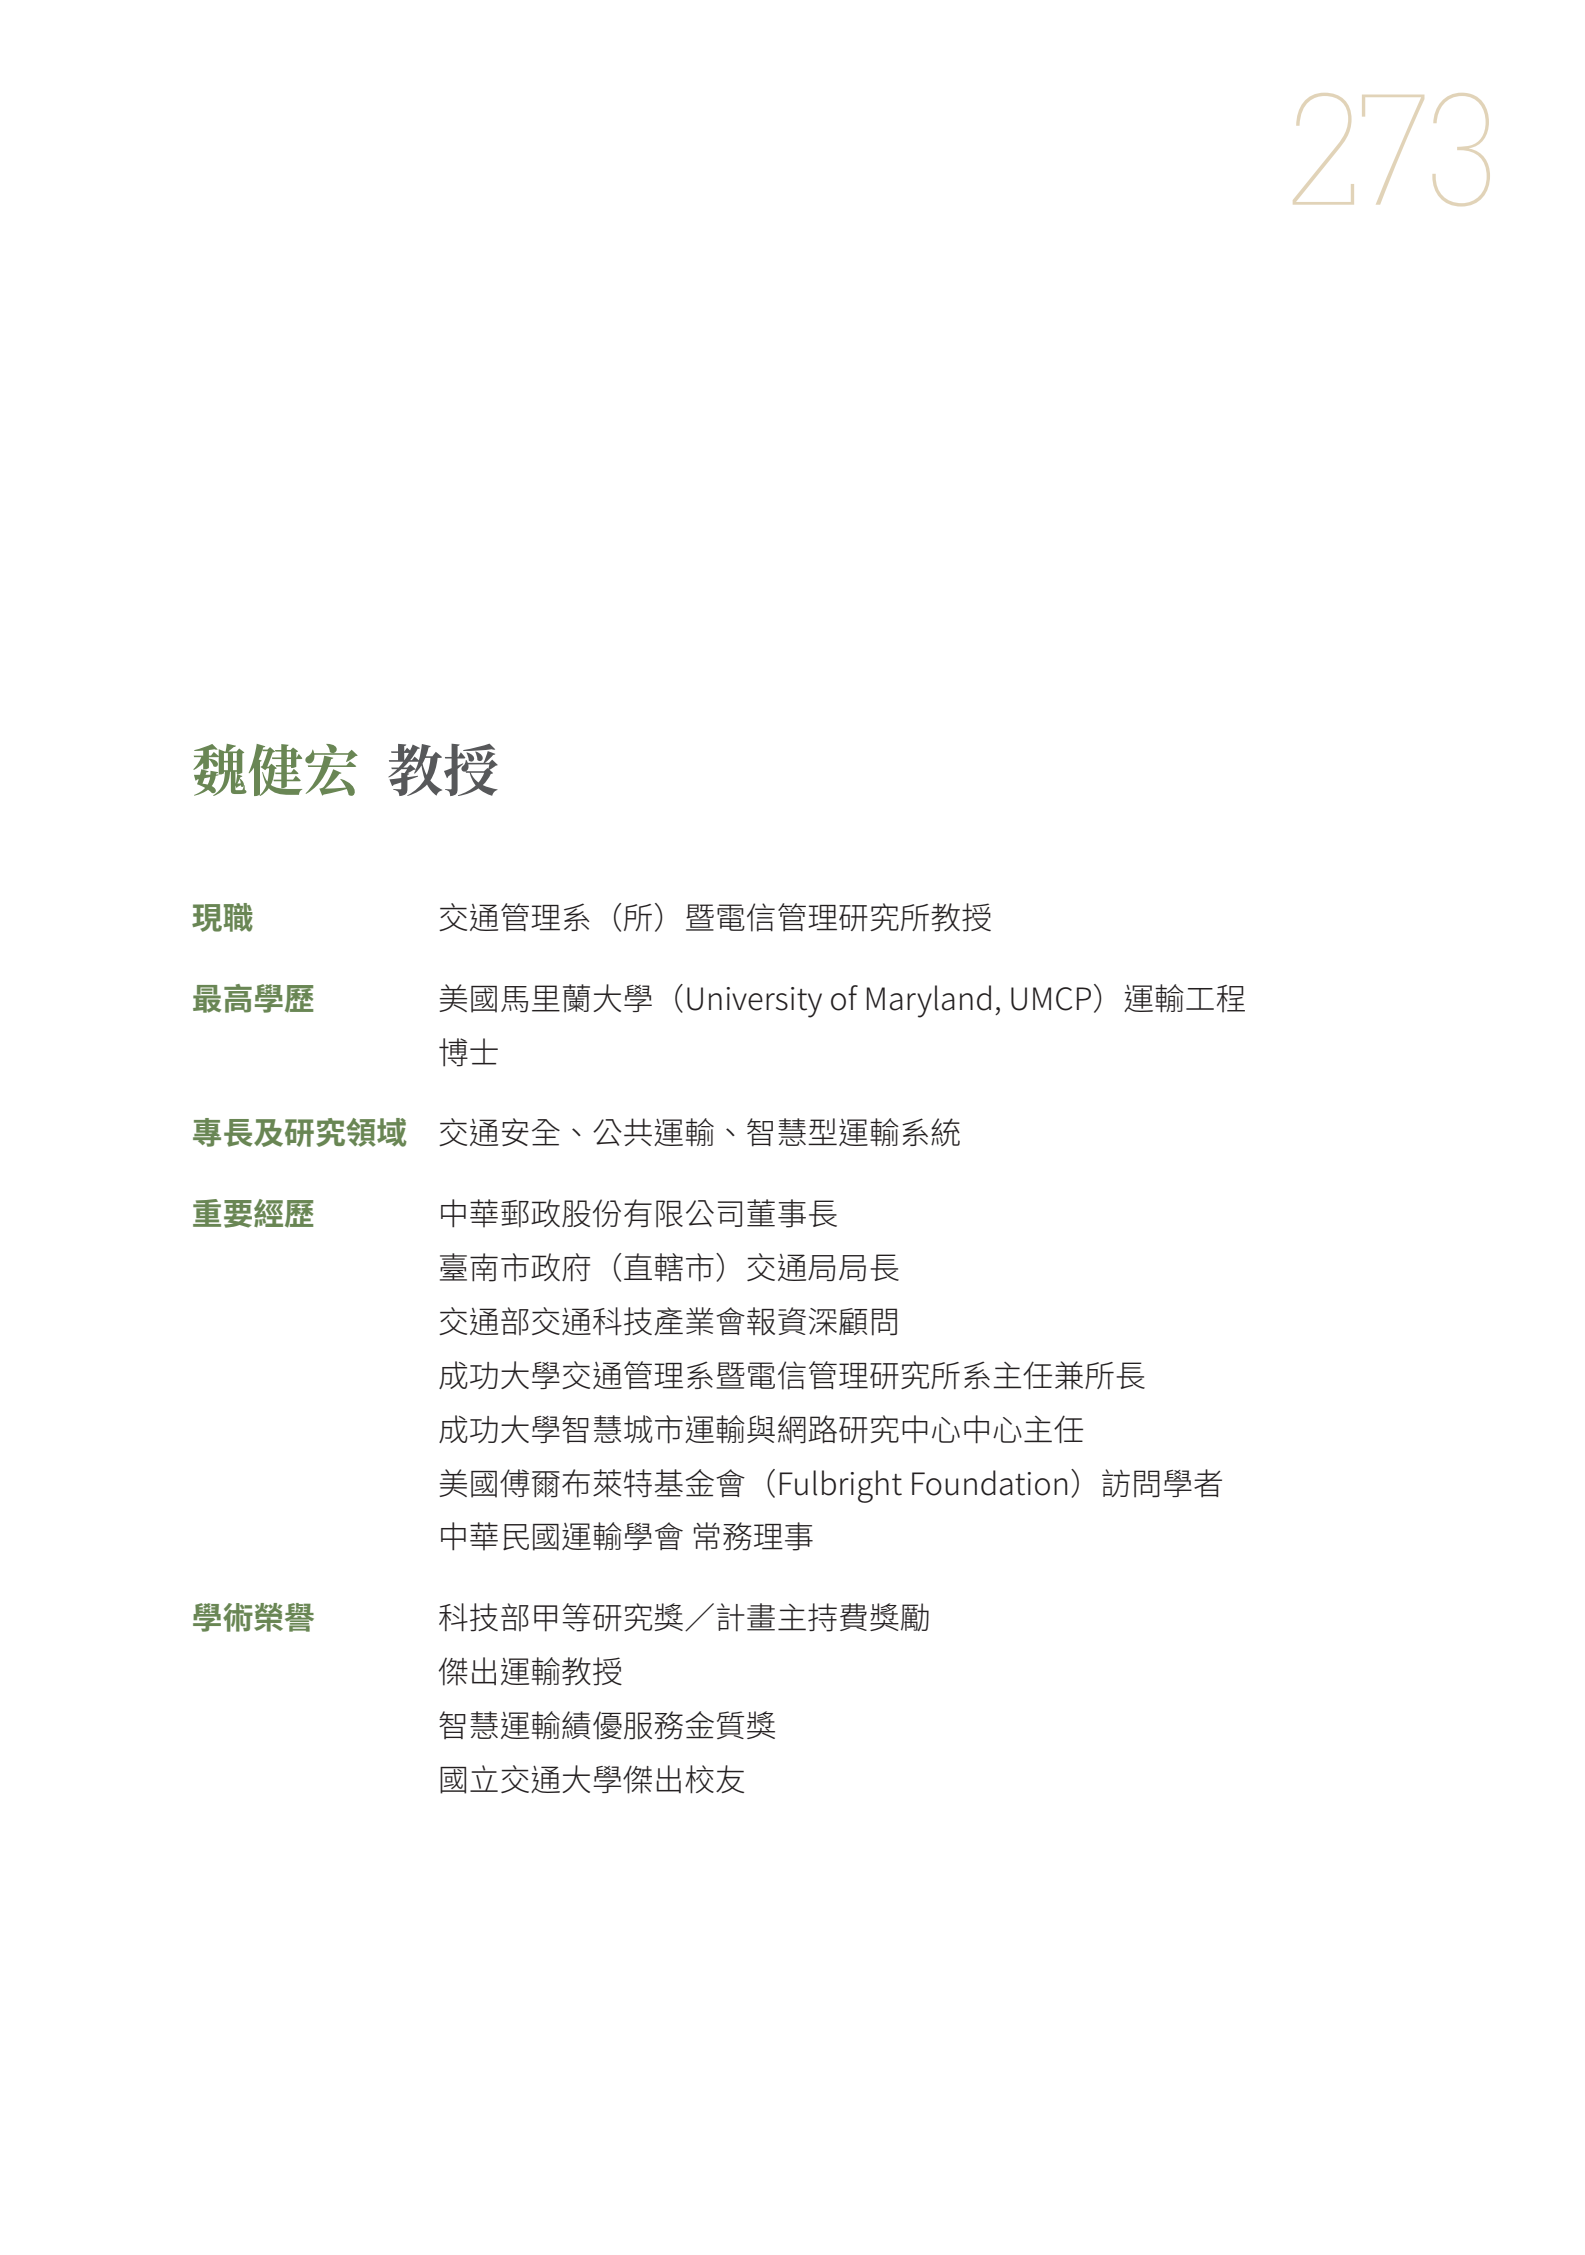 273
魏健宏 教授
現職 交通管理系（所）暨電信管理研究所教授
最高學歷 美國馬里蘭大學（University of Maryland, UMCP）運輸工程
博士
專長及研究領域 交通安全、公共運輸、智慧型運輸系統
重要經歷 中華郵政股份有限公司董事長
臺南市政府（直轄市）交通局局長
交通部交通科技產業會報資深顧問
成功大學交通管理系暨電信管理研究所系主任兼所長
成功大學智慧城市運輸與網路研究中心中心主任
美國傅爾布萊特基金會（Fulbright Foundation）訪問學者
中華民國運輸學會 常務理事
學術榮譽 科技部甲等研究獎／計畫主持費獎勵
傑出運輸教授
智慧運輸績優服務金質獎
國立交通大學傑出校友